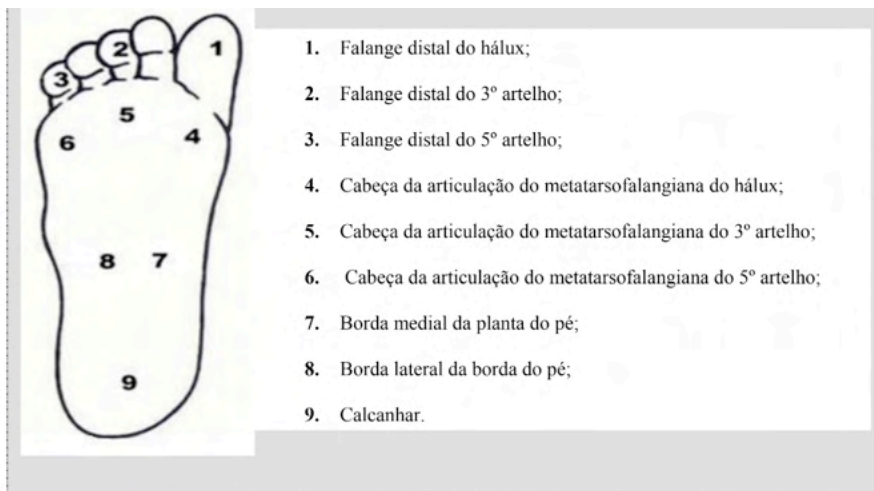 1
2
3
5
4
6
8 7
9
1. Falange distal do hálux;
2. Falange distal do 3º artelho;
3. Falange distal do 5º artelho;
4. Cabeça da articulação do metatarsofalangiana do hálux;
5. Cabeça da articulação do metatarsofalangiana do 3º artelho;
6. Cabeça da articulação do metatarsofalangiana do 5º artelho;
7. Borda medial da planta do pé;
8. Borda lateral da borda do pé;
9. Calcanhar.